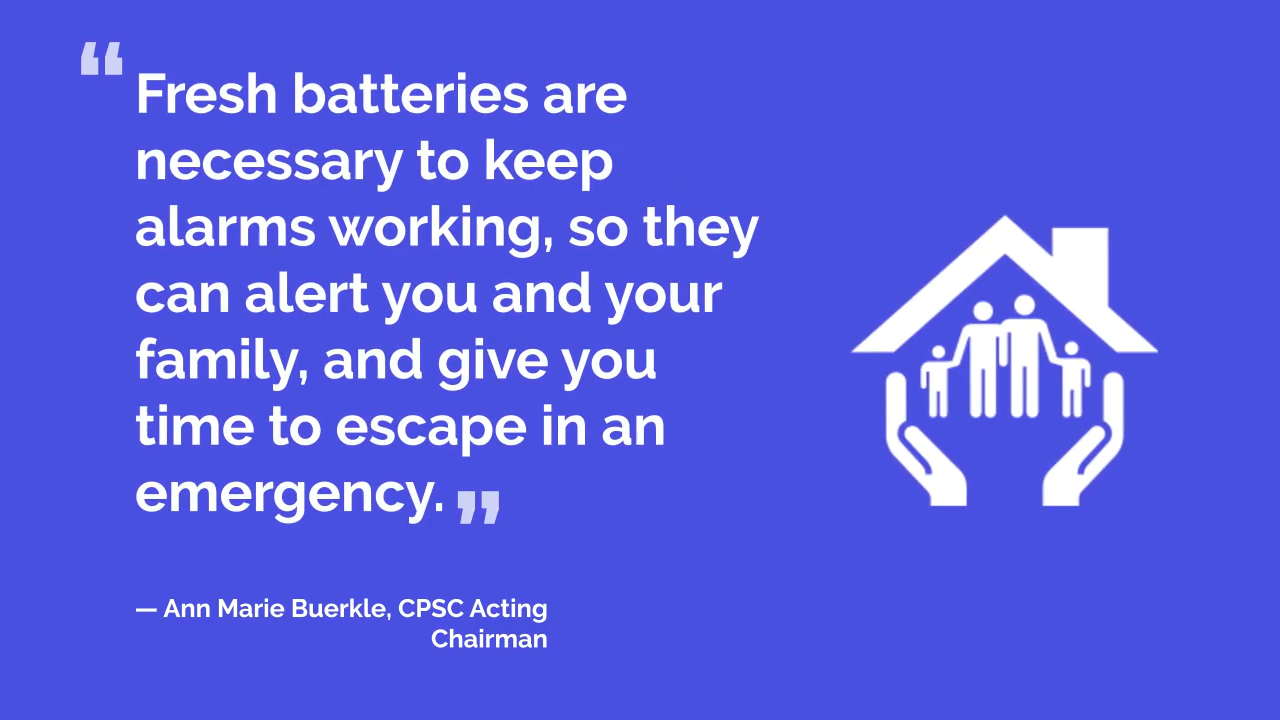 “Fresh batteries are
necessary to keep
alarms working, so they
can alert you and your
family, and give you
time to escape in an
emergency.”
— Ann Marie Buerkle, CPSC Acting
Chairman